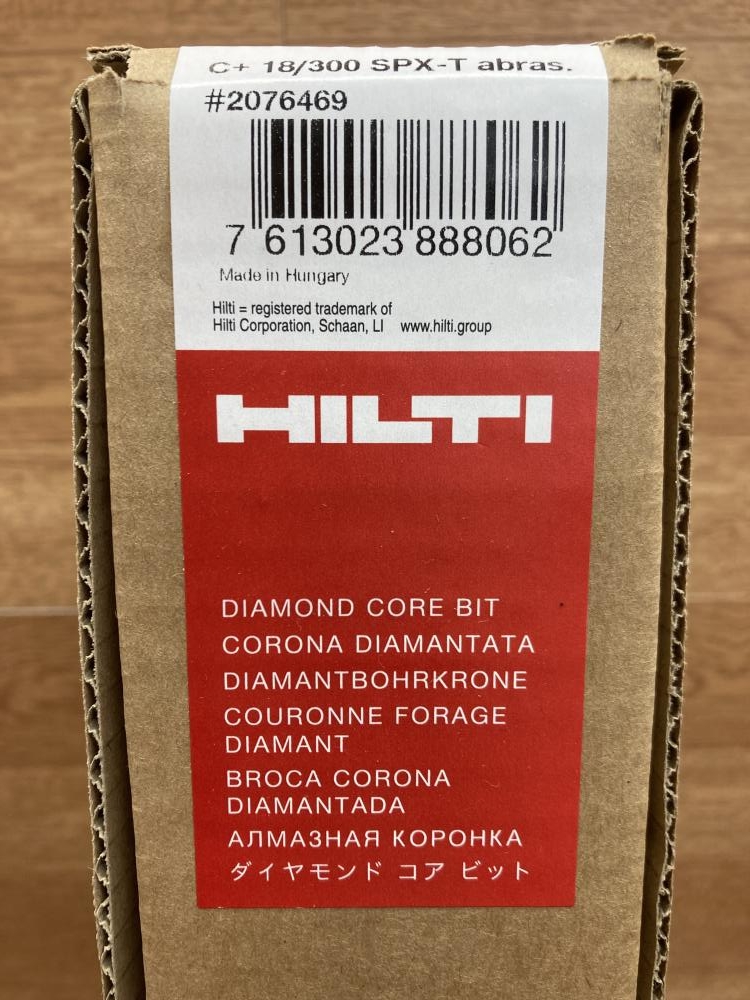 C+ 18/300 SPX-T abras.
#2076469
7 613023 888062
Made in Hungary
Hilti = registered trademark of
Hilti Corporation, Schaan, LI www.hilti.group
HILTI
DIAMOND CORE BIT
CORONA DIAMANTATA
DIAMANTBOHRKRONE
COURONNE FORAGE
DIAMANT
BROCA CORONA
DIAMANTADA
АЛМАЗНАЯ КОРОНКА
ダイヤモンド コア ビット